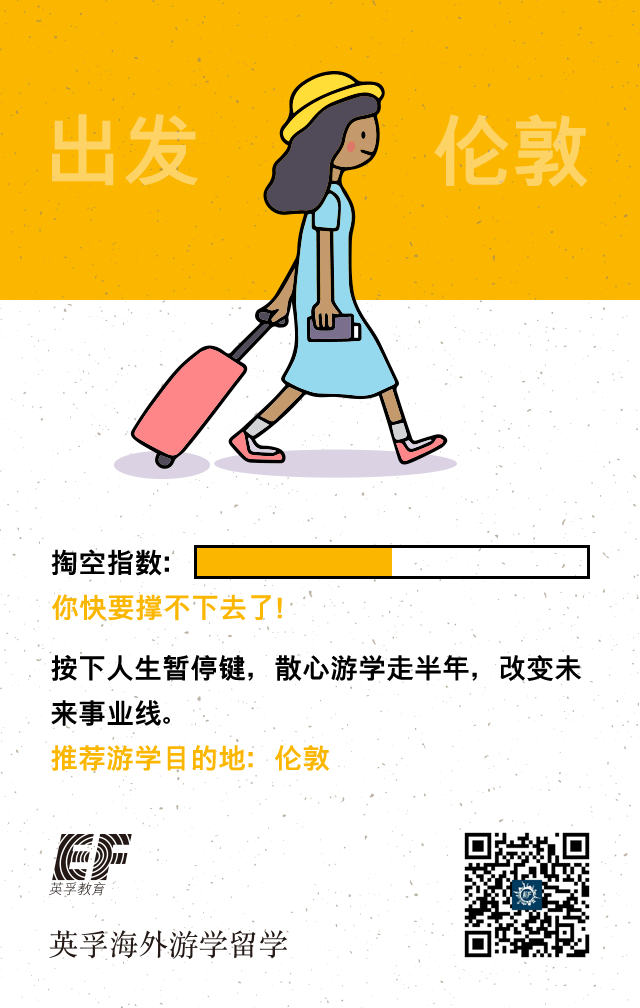 出发 伦敦
掏空指数:
你快要撑不下去了!
按下人生暂停键，散心游学走半年，改变未
来事业线。
推荐游学目的地: 伦敦
EF
英孚教育
英孚海外游学留学